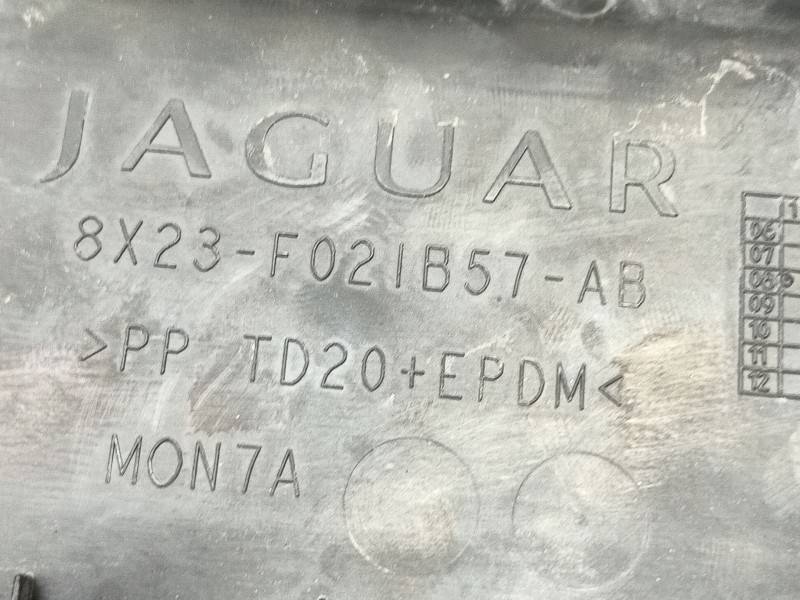 JAGUAR
8X23-F021B57-AB
>PP TD20+EPDM<
MON7A
06
07
08
09
10
11
12